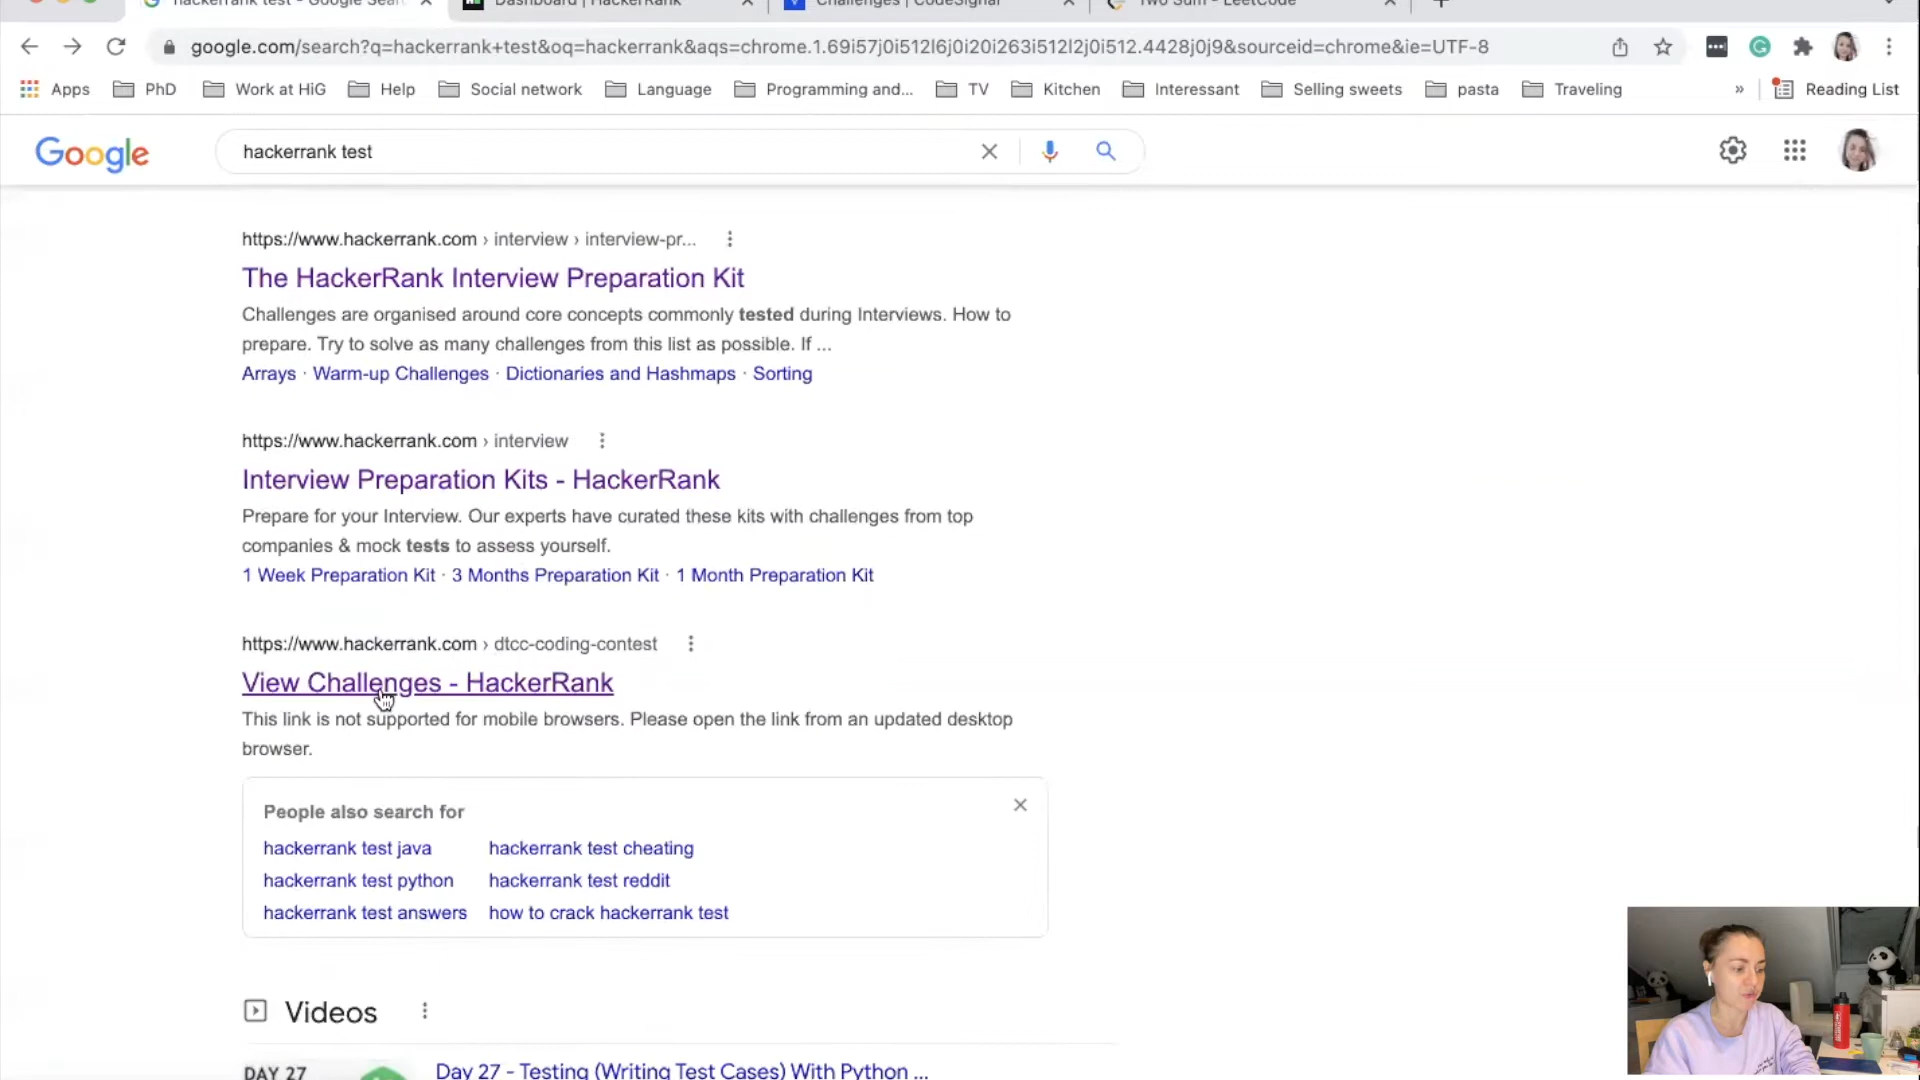 hackerrank test - Google Sear
Dashboard | HackerRank
Challenges | CodeSignal
Two Sum - LeetCode
google.com/search?q=hackerrank+test&oq=hackerrank&aqs=chrome.1.69i57j0i512l6j0i20i263i512l2j0i512.4428j0j9&sourceid=chrome&ie=UTF-8
Apps PhD Work at HiG Help Social network Language Programming and... TV Kitchen Interessant Selling sweets pasta Traveling » Reading List
Google
hackerrank test
https://www.hackerrank.com › interview › interview-pr...
The HackerRank Interview Preparation Kit
Challenges are organised around core concepts commonly tested during Interviews. How to
prepare. Try to solve as many challenges from this list as possible. If ...
Arrays · Warm-up Challenges · Dictionaries and Hashmaps · Sorting
https://www.hackerrank.com › interview
Interview Preparation Kits - HackerRank
Prepare for your Interview. Our experts have curated these kits with challenges from top
companies & mock tests to assess yourself.
1 Week Preparation Kit · 3 Months Preparation Kit · 1 Month Preparation Kit
https://www.hackerrank.com › dtcc-coding-contest
View Challenges - HackerRank
This link is not supported for mobile browsers. Please open the link from an updated desktop
browser.
People also search for
hackerrank test java hackerrank test cheating
hackerrank test python hackerrank test reddit
hackerrank test answers how to crack hackerrank test
Videos
DAY 27
Day 27 - Testing (Writing Test Cases) With Python ...